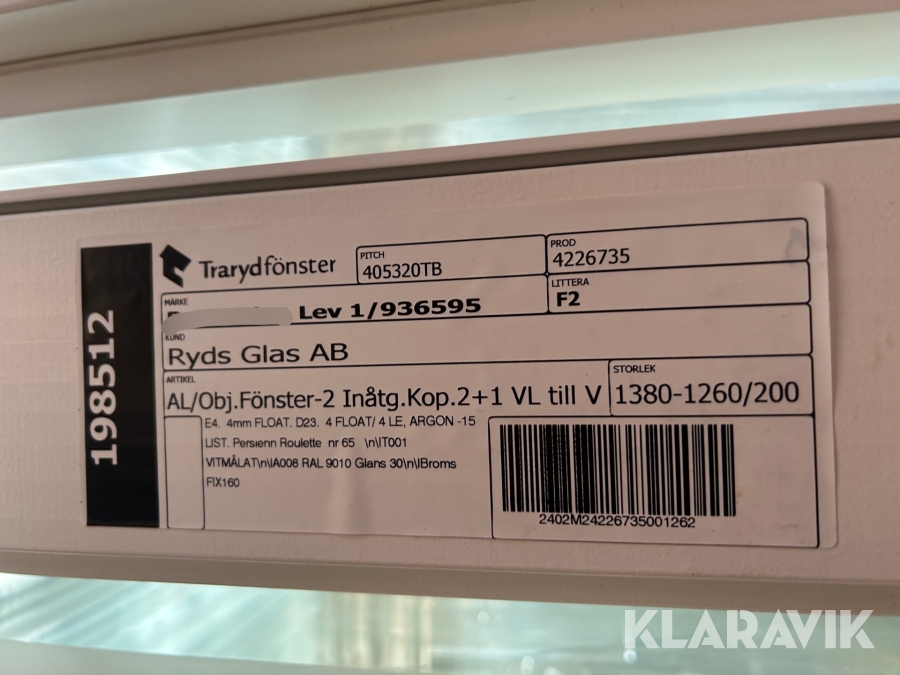 198512
Tarydfönster
PITCH
405320TB
PROD
4226735
MÄRKE
Lev 1/936595
LITTERA
F2
KUND
Ryds Glas AB
ARTIKEL
AL/Obj.Fönster-2 Inåtg.Kop.2+1 VL till V
STORLEK
1380-1260/200
E4. 4mm FLOAT. D23. 4 FLOAT/ 4 LE, ARGON -15
LIST. Persienn Roulette nr 65 \n\IT001
VITMÅLAT\n\IA008 RAL 9010 Glans 30\n\IBroms
FIX160
2402M24226735001262
KLARAVIK